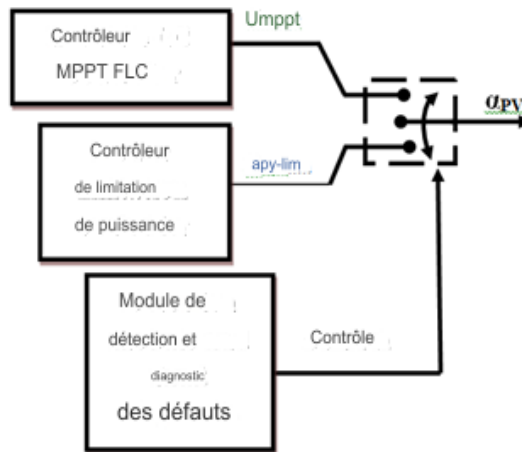 Contrôleur
MPPT FLC
Umppt
αPV
Contrôleur
de limitation
de puissance
apy-lim
Module de
détection et
diagnostic
des défauts
Contrôle